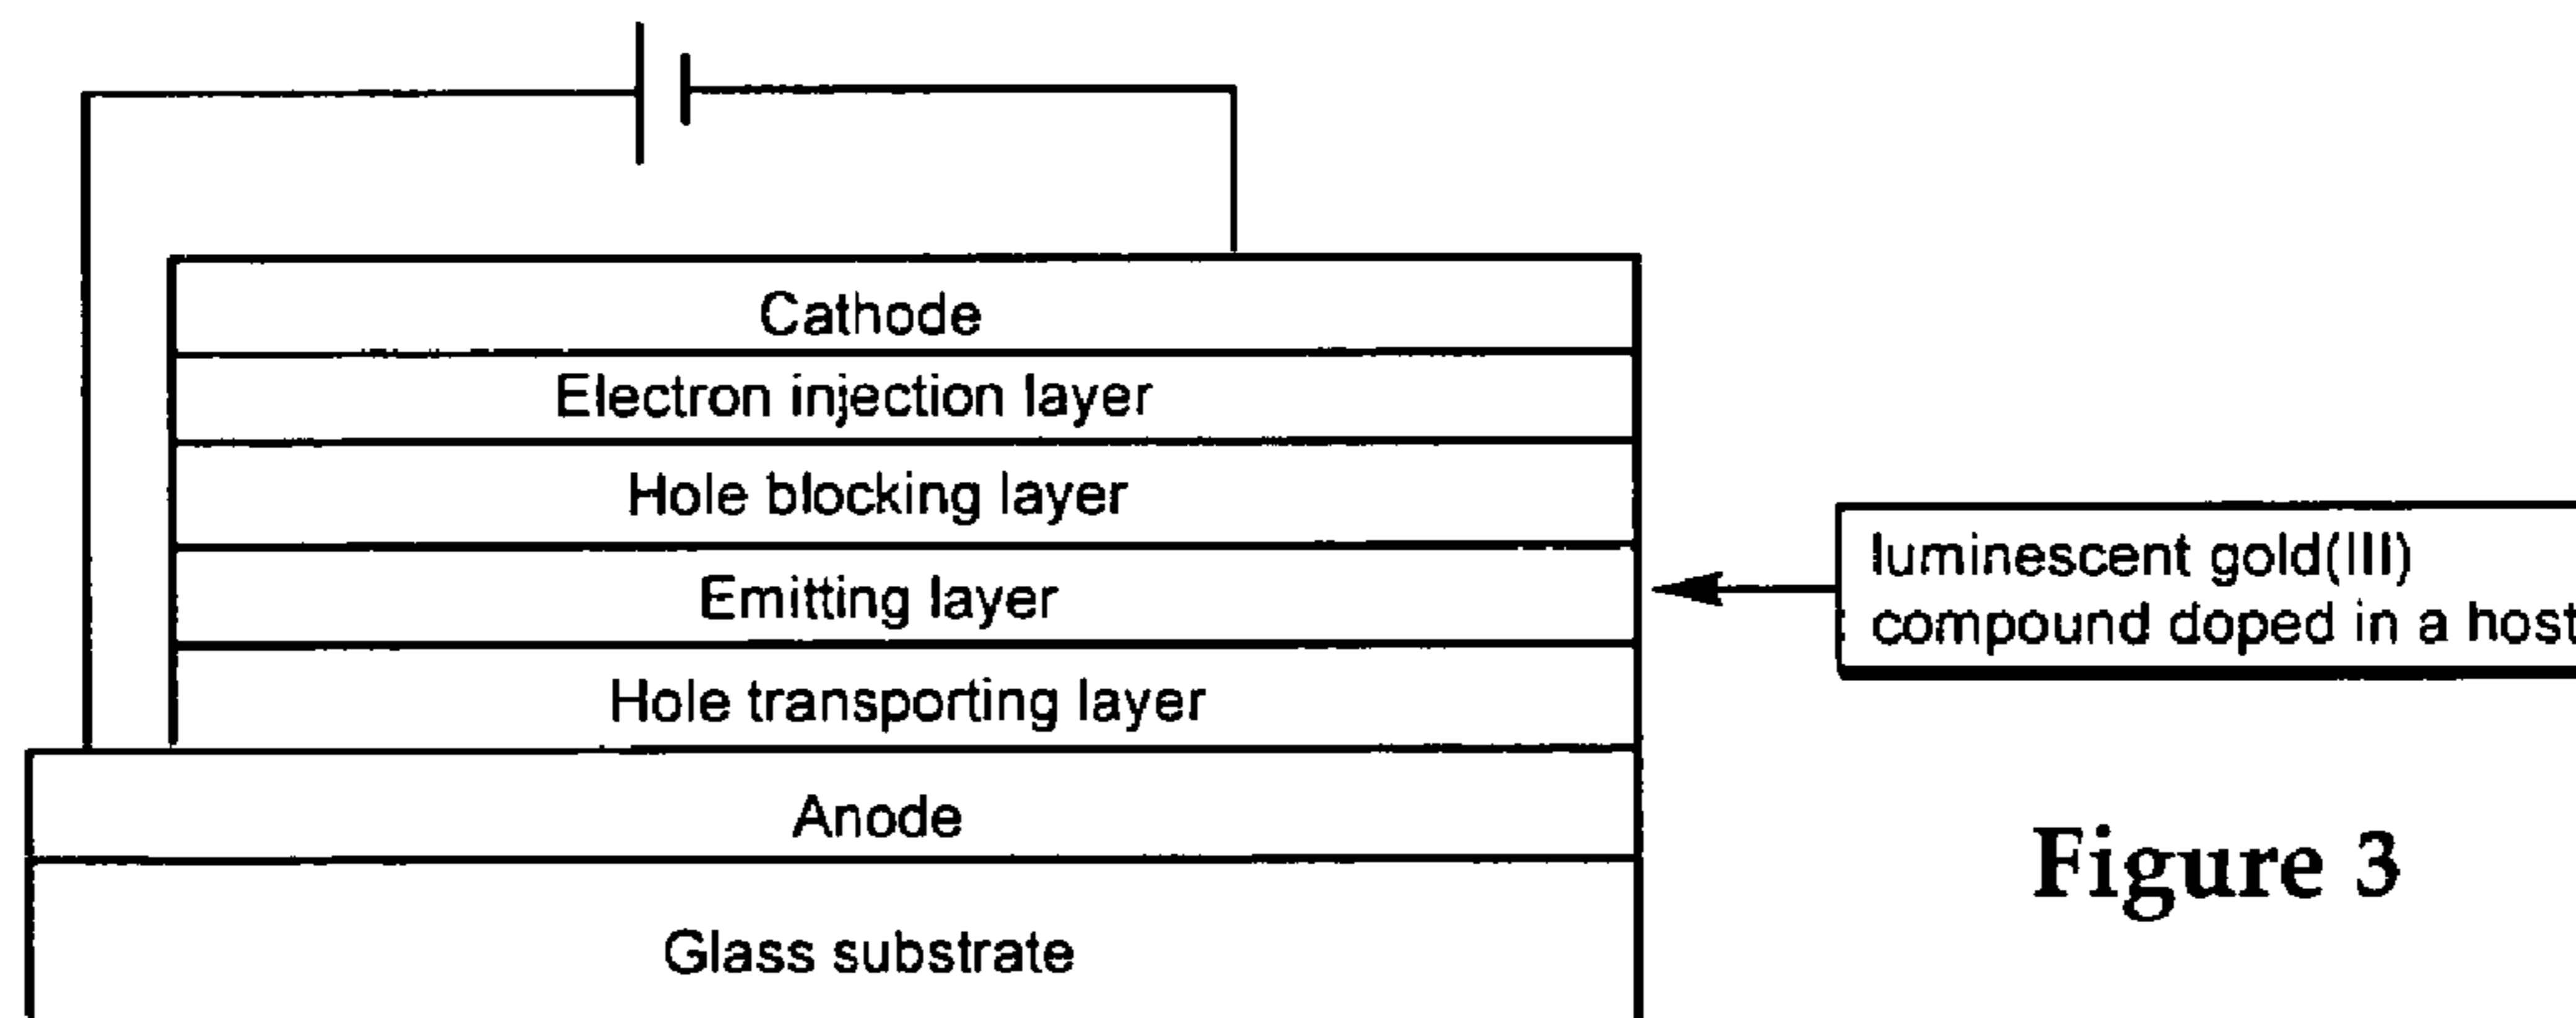 Cathode
Electron injection layer
Hole blocking layer
Emitting layer
Hole transporting layer
Anode
Glass substrate
luminescent gold(III)
compound doped in a host
Figure 3